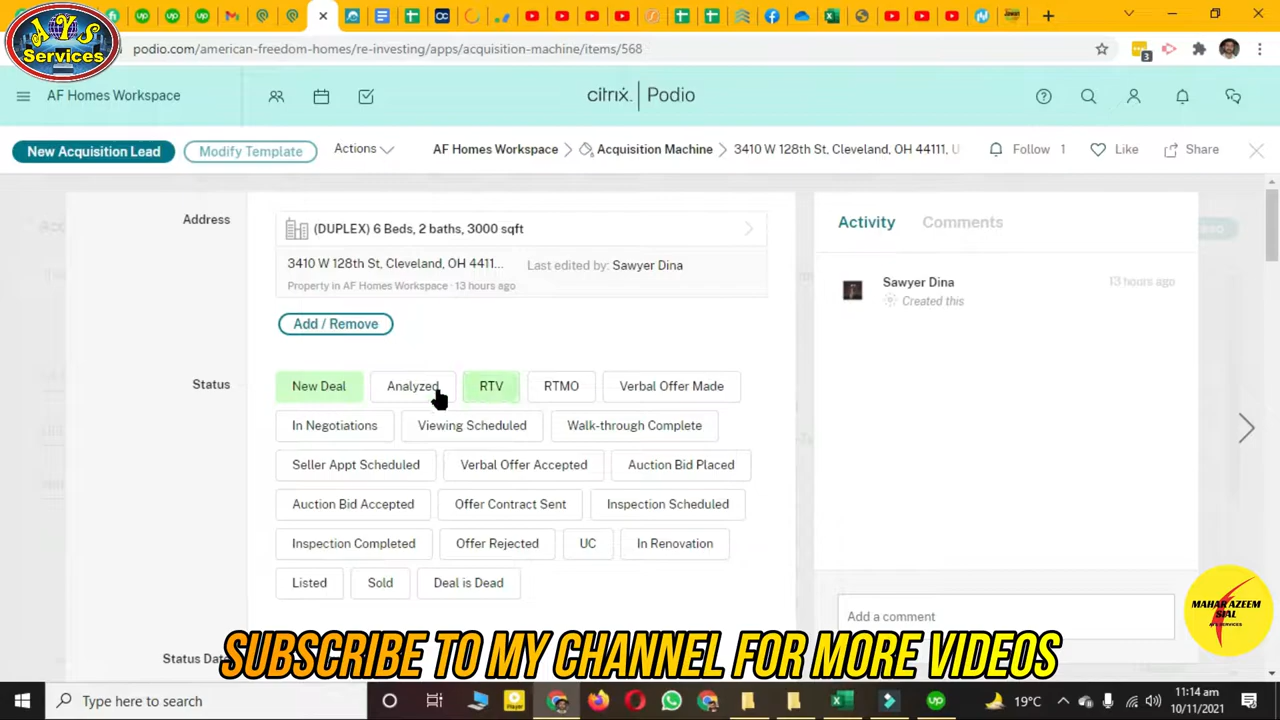 AYS
Services
podio.com/american-freedom-homes/re-investing/apps/acquisition-machine/items/568
3
AF Homes Workspace
citrix. | Podio
New Acquisition Lead
Modify Template
Actions
AF Homes Workspace > Acquisition Machine > 3410 W 128th St, Cleveland, OH 44111, U
Follow 1
Like
Share
Address
(DUPLEX) 6 Beds, 2 baths, 3000 sqft
3410 W 128th St, Cleveland, OH 4411...
Last edited by: Sawyer Dina
Property in AF Homes Workspace · 13 hours ago
Add / Remove
Status
New Deal
Analyzed
RTV
RTMO
Verbal Offer Made
In Negotiations
Viewing Scheduled
Walk-through Complete
Seller Appt Scheduled
Verbal Offer Accepted
Auction Bid Placed
Auction Bid Accepted
Offer Contract Sent
Inspection Scheduled
Inspection Completed
Offer Rejected
UC
In Renovation
Listed
Sold
Deal is Dead
Activity
Comments
Sawyer Dina
13 hours ago
Created this
Add a comment
MAHAR AZEEM
SIAL
AYS SERVICES
SUBSCRIBE TO MY CHANNEL FOR MORE VIDEOS
Type here to search
19°C
11:14 am
10/11/2021